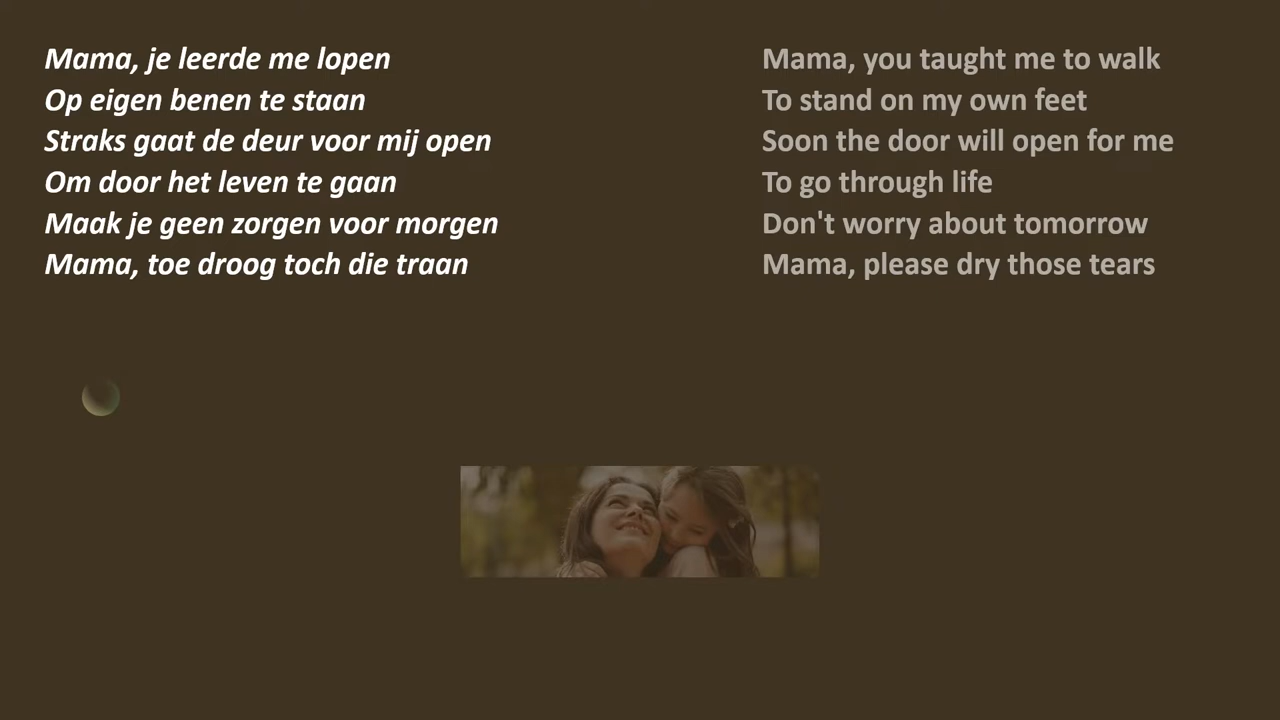 Mama, je leerde me lopen
Op eigen benen te staan
Straks gaat de deur voor mij open
Om door het leven te gaan
Maak je geen zorgen voor morgen
Mama, toe droog toch die traan
Mama, you taught me to walk
To stand on my own feet
Soon the door will open for me
To go through life
Don't worry about tomorrow
Mama, please dry those tears